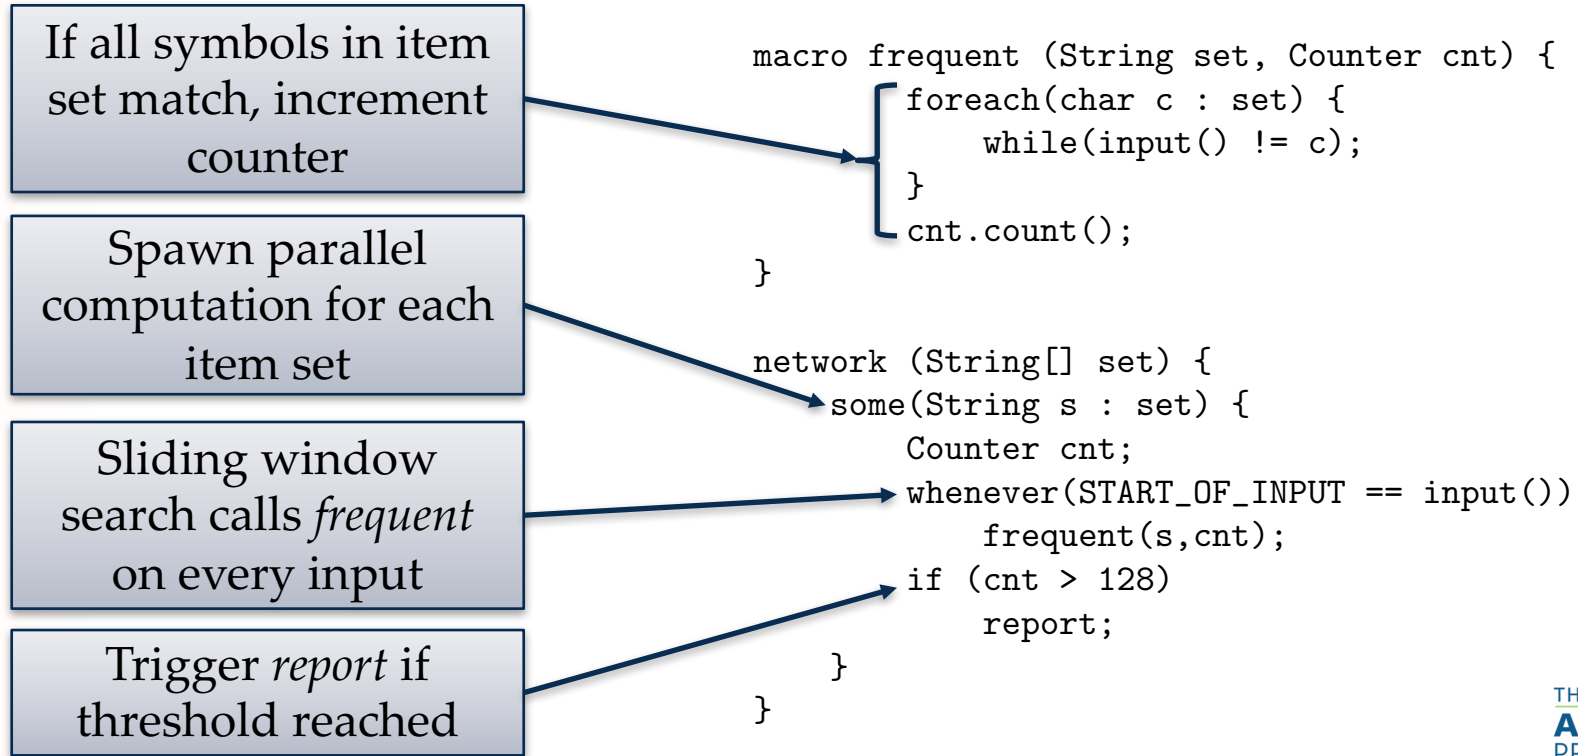 If all symbols in item
set match, increment
counter
Spawn parallel
computation for each
item set
Sliding window
search calls frequent
on every input
Trigger report if
threshold reached
macro frequent (String set, Counter cnt) {
foreach(char c : set) {
while(input() != c);
}
cnt.count();
}
network (String[] set) {
some(String s : set) {
Counter cnt;
whenever(START_OF_INPUT == input())
frequent(s,cnt);
if (cnt > 128)
report;
}
}